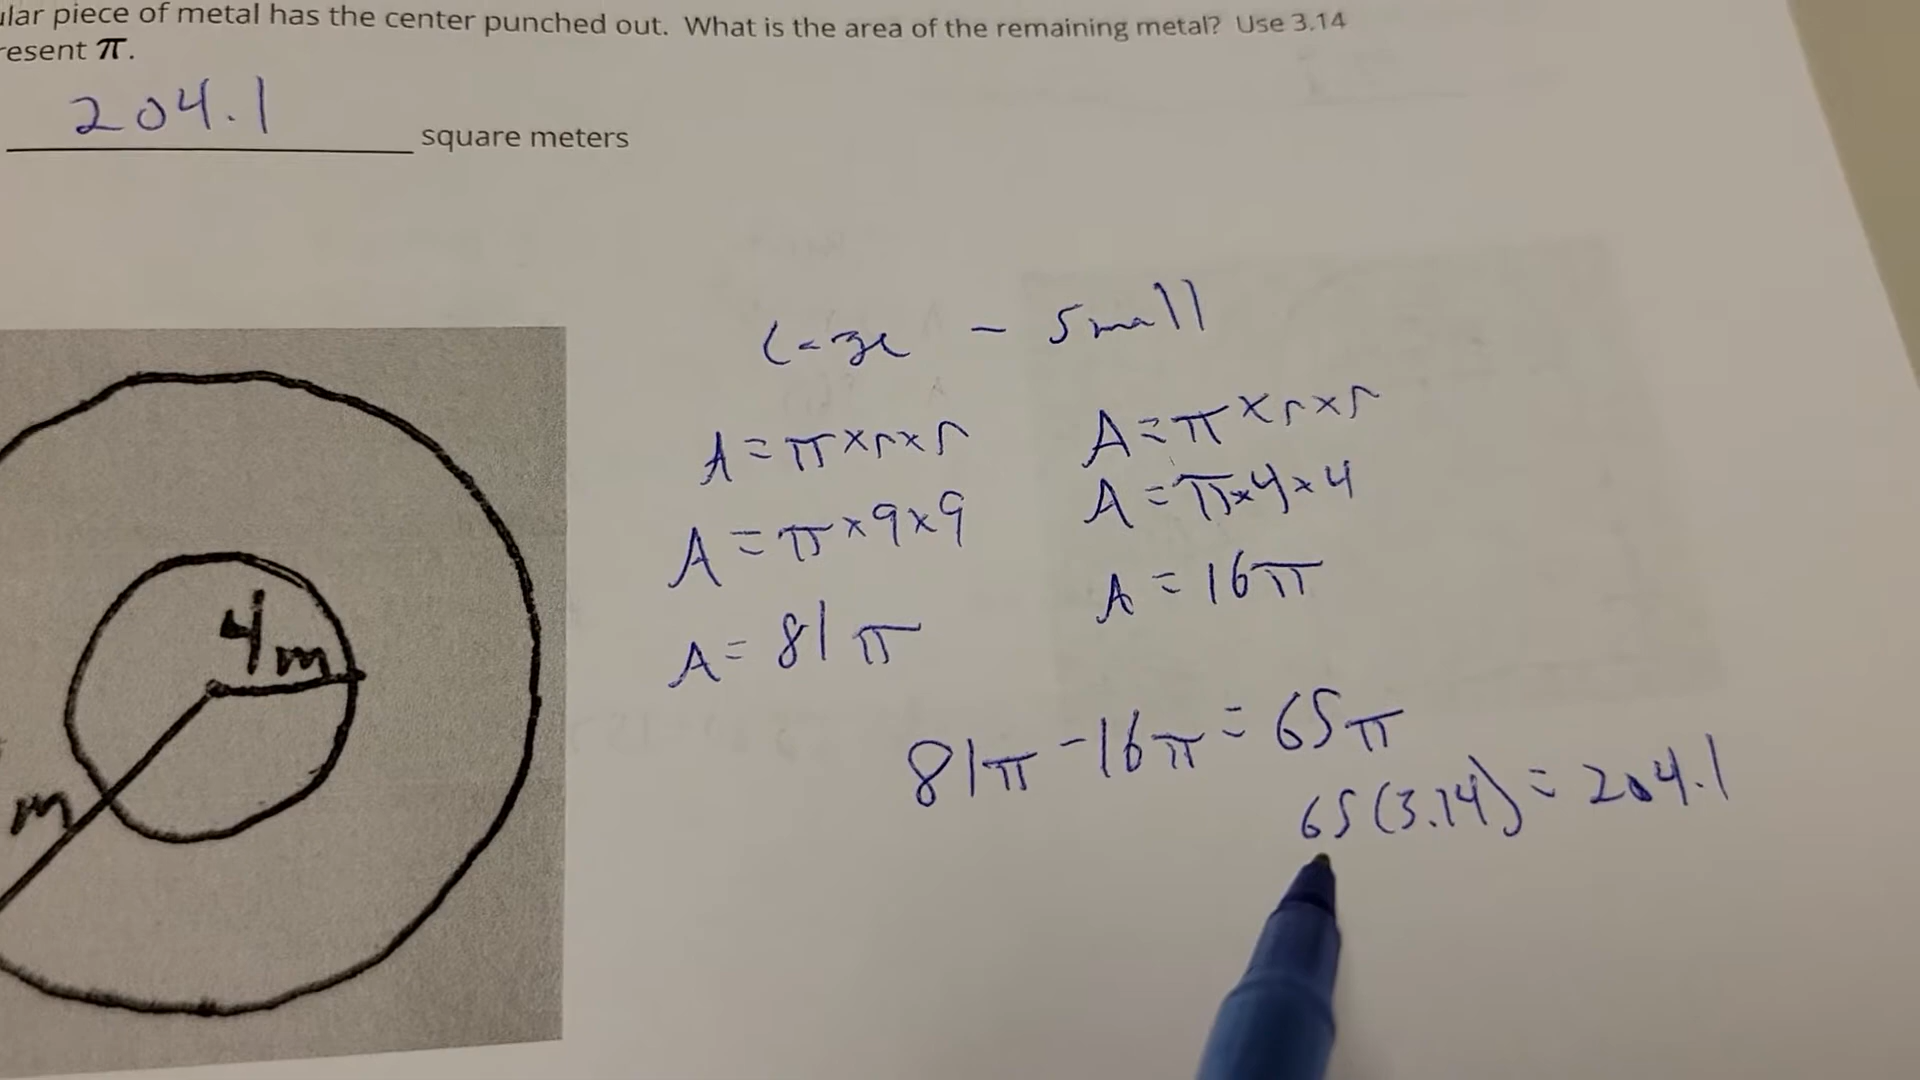 ular piece of metal has the center punched out. What is the area of the remaining metal? Use 3.14
resent π.
204.1 square meters
Large - Small
A = π × r × r
A = π × r × r
A = π × 9 × 9
A = π × 4 × 4
A = 81π
A = 16π
81π - 16π = 65π
65(3.14) = 204.1
4m
m